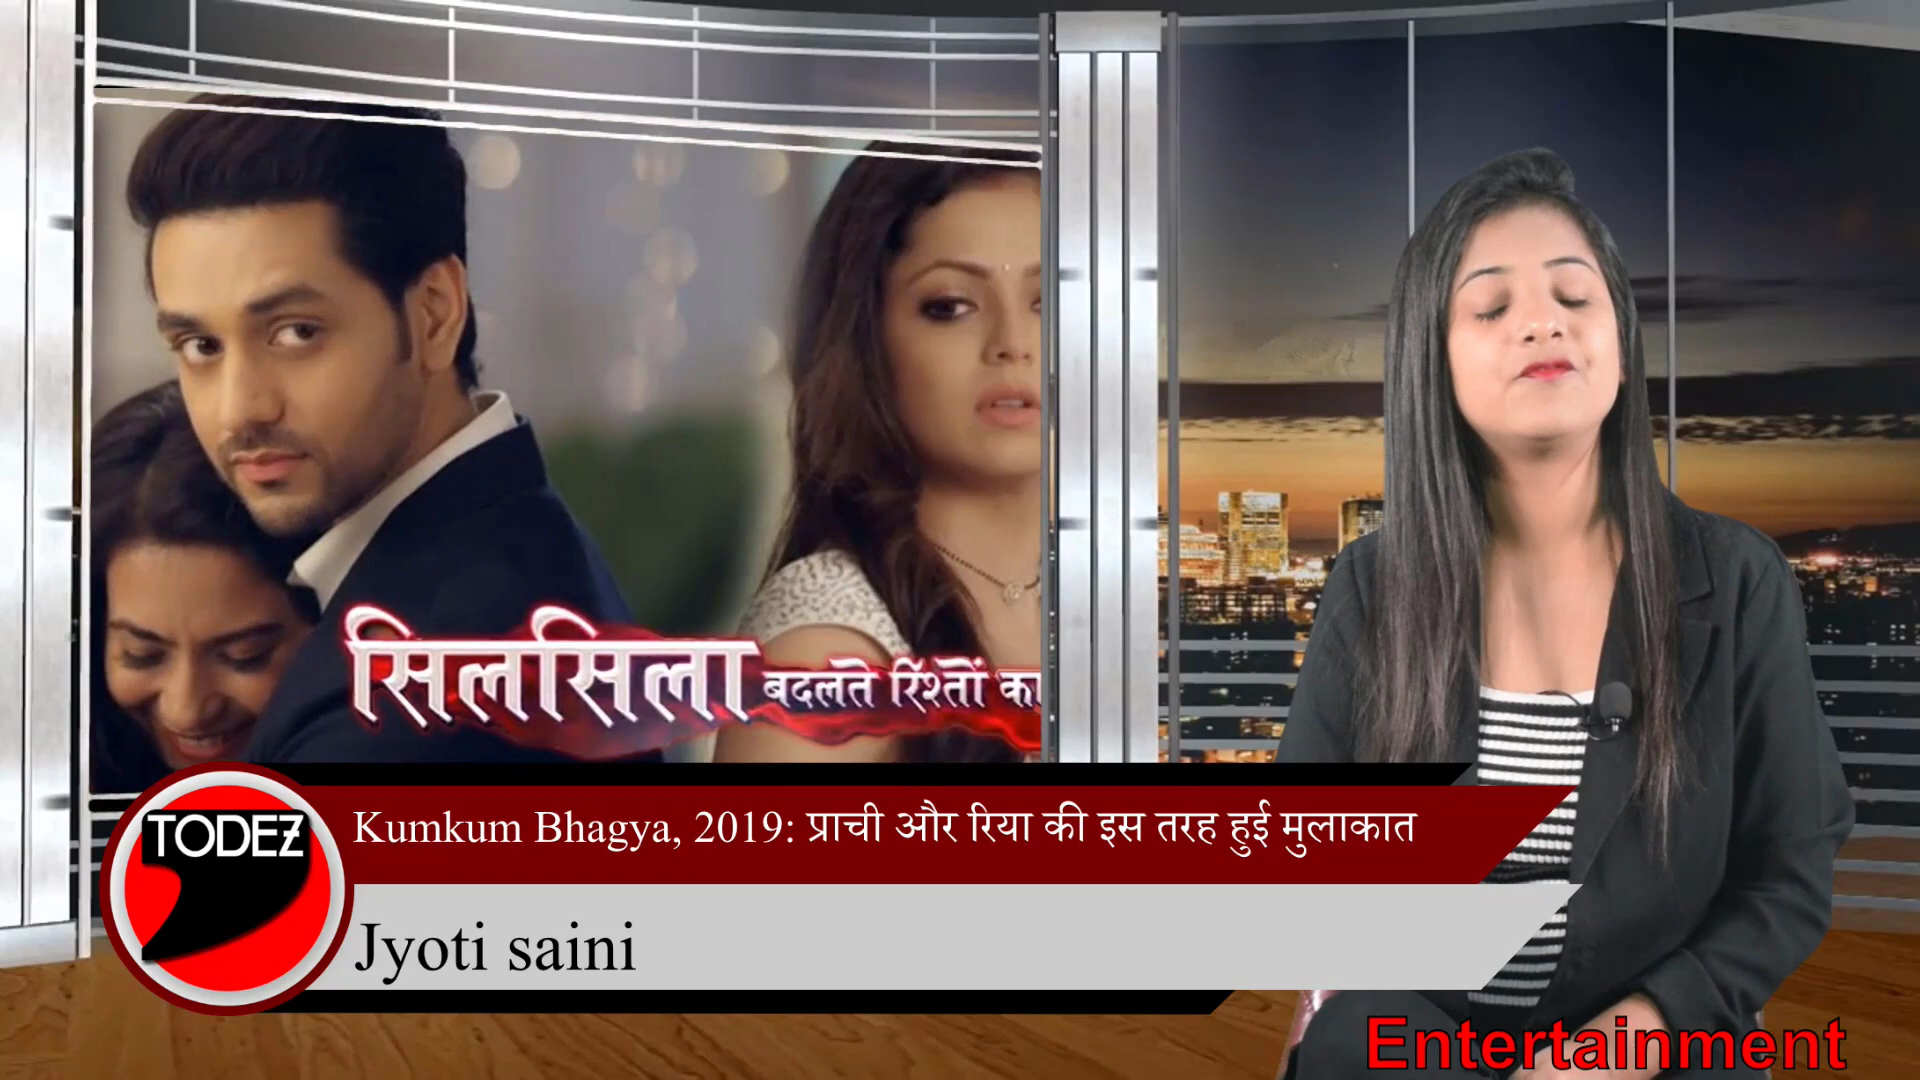 सिलसिला बदलते रिश्तों का
TODEZ
Kumkum Bhagya, 2019: प्राची और रिया की इस तरह हुई मुलाकात
Jyoti saini
Entertainment